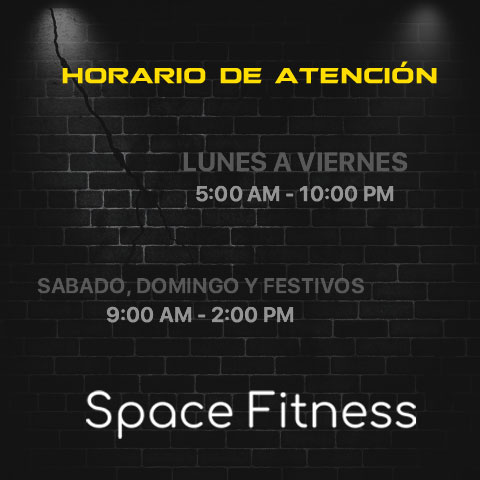 HORARIO DE ATENCIÓN
LUNES A VIERNES
5:00 AM - 10:00 PM
SABADO, DOMINGO Y FESTIVOS
9:00 AM - 2:00 PM
Space Fitness